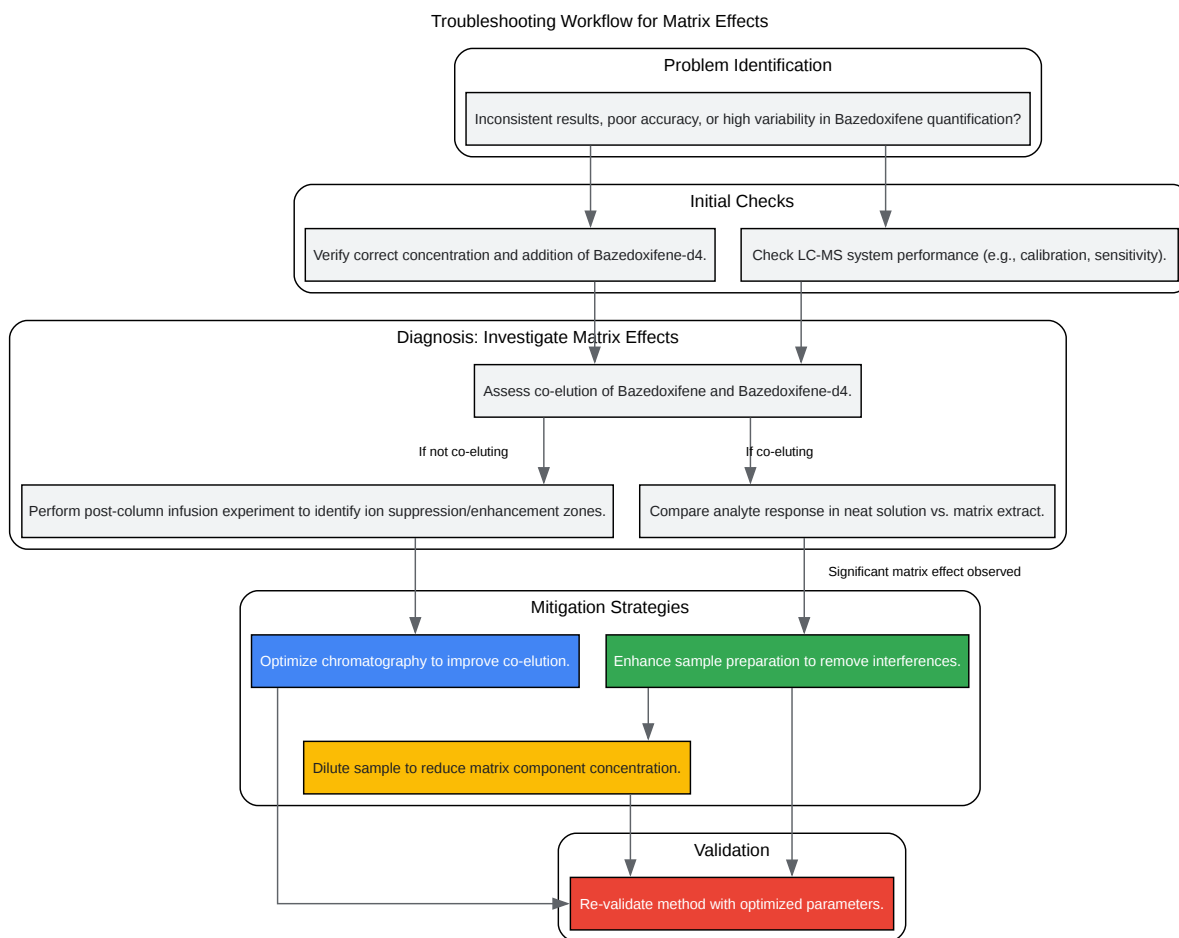 Troubleshooting Workflow for Matrix Effects
Problem Identification
Inconsistent results, poor accuracy, or high variability in Bazedoxifene quantification?
Initial Checks
Verify correct concentration and addition of Bazedoxifene-d4.
Check LC-MS system performance (e.g., calibration, sensitivity).
Diagnosis: Investigate Matrix Effects
Assess co-elution of Bazedoxifene and Bazedoxifene-d4.
If not co-eluting
If co-eluting
Perform post-column infusion experiment to identify ion suppression/enhancement zones.
Compare analyte response in neat solution vs. matrix extract.
Significant matrix effect observed
Mitigation Strategies
Optimize chromatography to improve co-elution.
Enhance sample preparation to remove interferences.
Dilute sample to reduce matrix component concentration.
Validation
Re-validate method with optimized parameters.